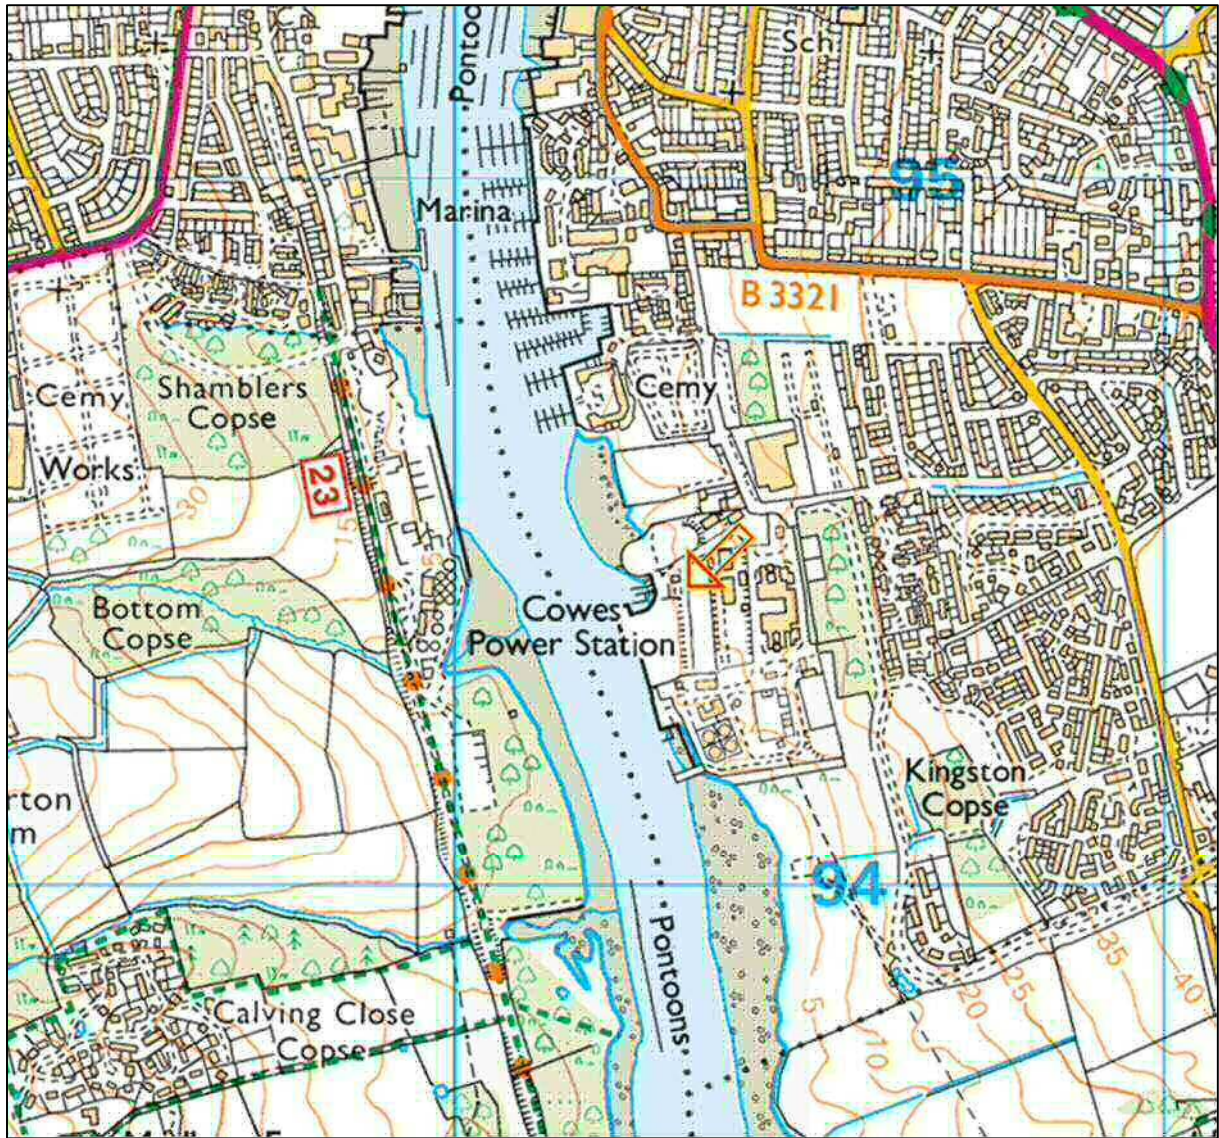 Pontoo
Sch
95
Marina
B 3321
Cemy
Shamblers
Copse
Cemy
Works
23
30
15
Bottom
Copse
Cowes
Power Station
Kingston
Copse
rton
m
94
Pontoons
35
40
25
20
5
10
Calving Close
Copse